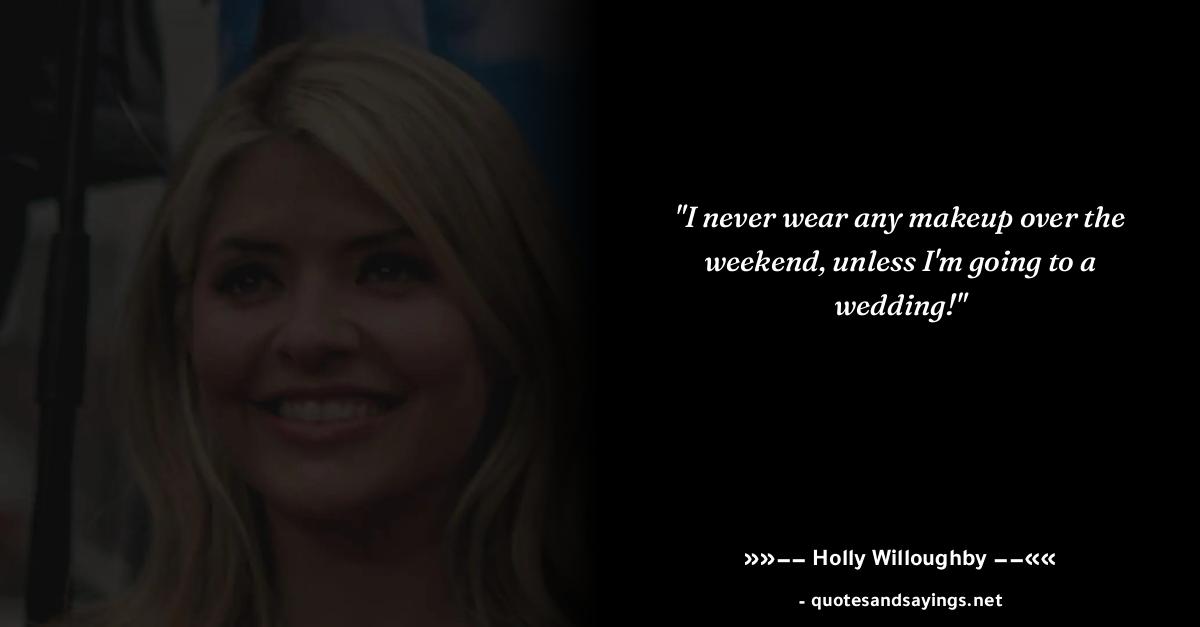 "I never wear any makeup over the
weekend, unless I'm going to a
wedding!"
»»−− Holly Willoughby −−««
- quotesandsayings.net